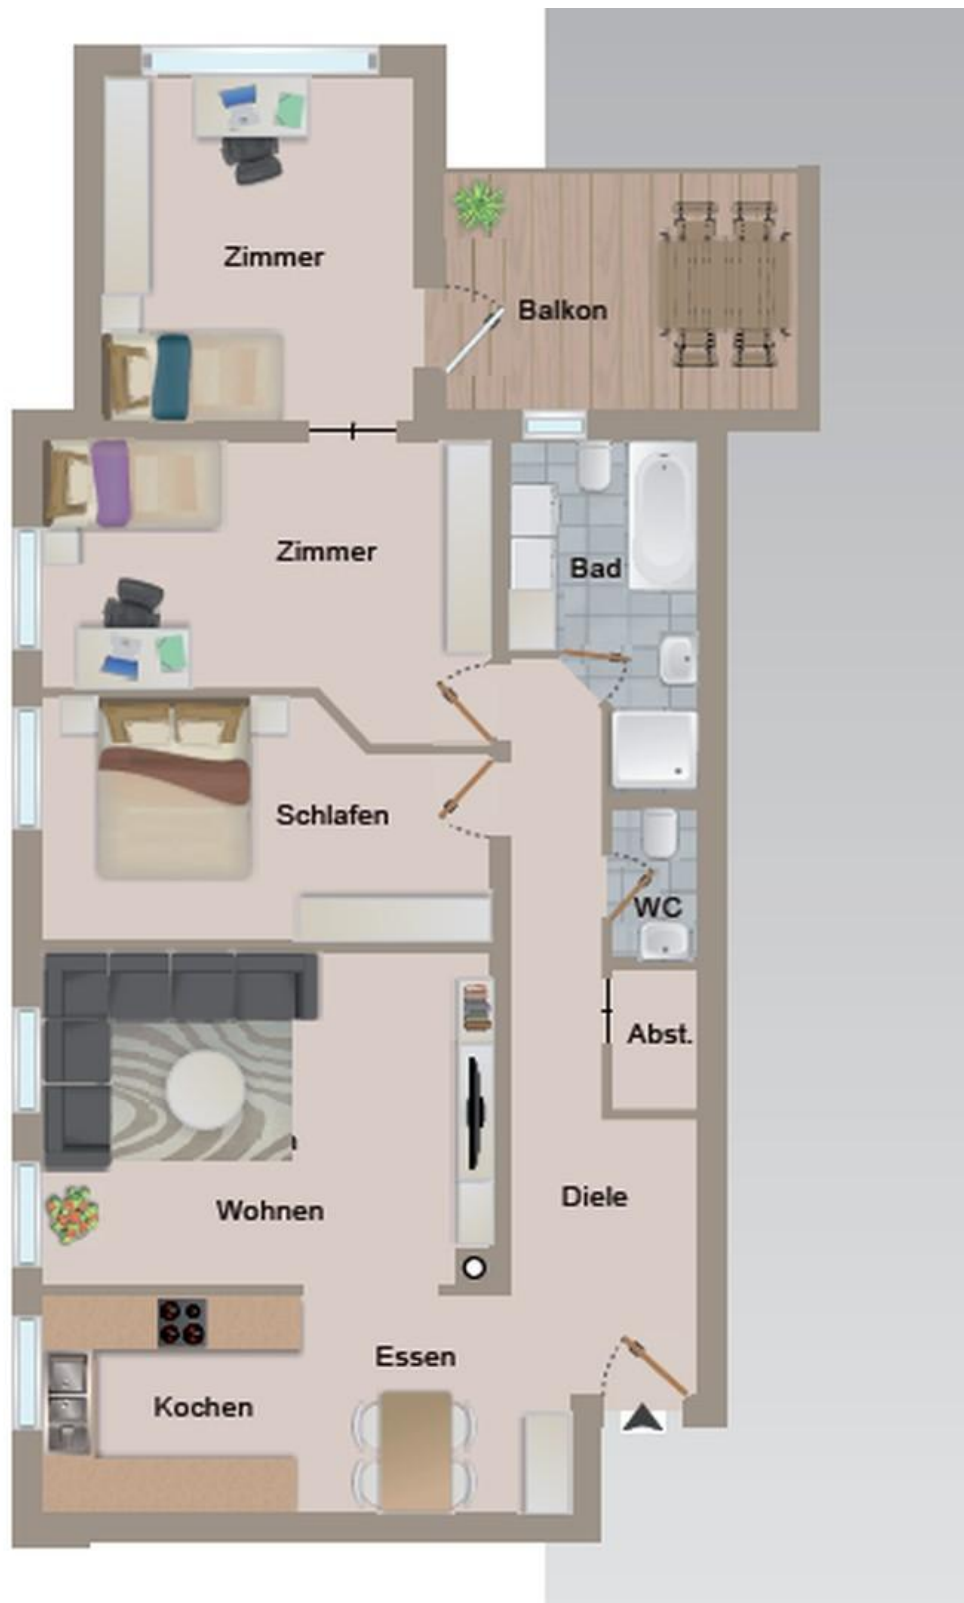 Zimmer
Balkon
Zimmer
Bad
Schlafen
WC
Abst.
Wohnen
Diele
Essen
Kochen